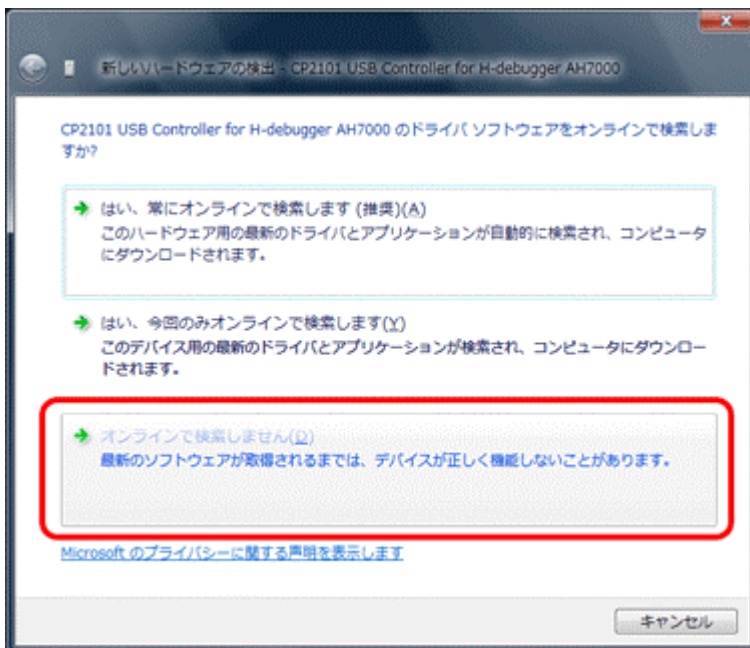 新しいハードウェアの検出 - CP2101 USB Controller for H-debugger AH7000
CP2101 USB Controller for H-debugger AH7000 のドライバ ソフトウェアをオンラインで検索しま
すか?
はい、常にオンラインで検索します (推奨)(A)
このハードウェア用の最新のドライバとアプリケーションが自動的に検索され、コンピュータ
にダウンロードされます。
はい、今回のみオンラインで検索します(Y)
このデバイス用の最新のドライバとアプリケーションが検索され、コンピュータにダウンロー
ドされます。
オンラインで検索しません(D)
最新のソフトウェアが取得されるまでは、デバイスが正しく機能しないことがあります。
Microsoft のプライバシーに関する声明を表示します
キャンセル